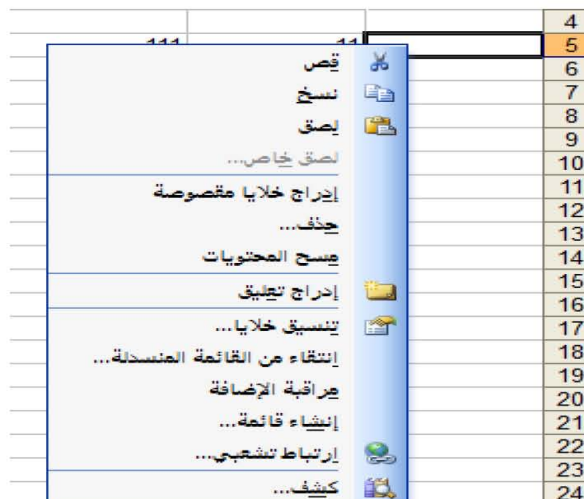 4
111 11 5
قص 6
نسخ 7
لصق 8
لصق خاص... 9
10
إدراج خلايا مقصوصة 11
12
حذف... 13
مسح المحتويات 14
15
إدراج تعليق 16
تنسيق خلايا... 17
انتقاء من القائمة المنسدلة... 18
19
مراقبة الإضافة 20
إنشاء قائمة... 21
ارتباط تشعبي... 22
23
كشف... 24